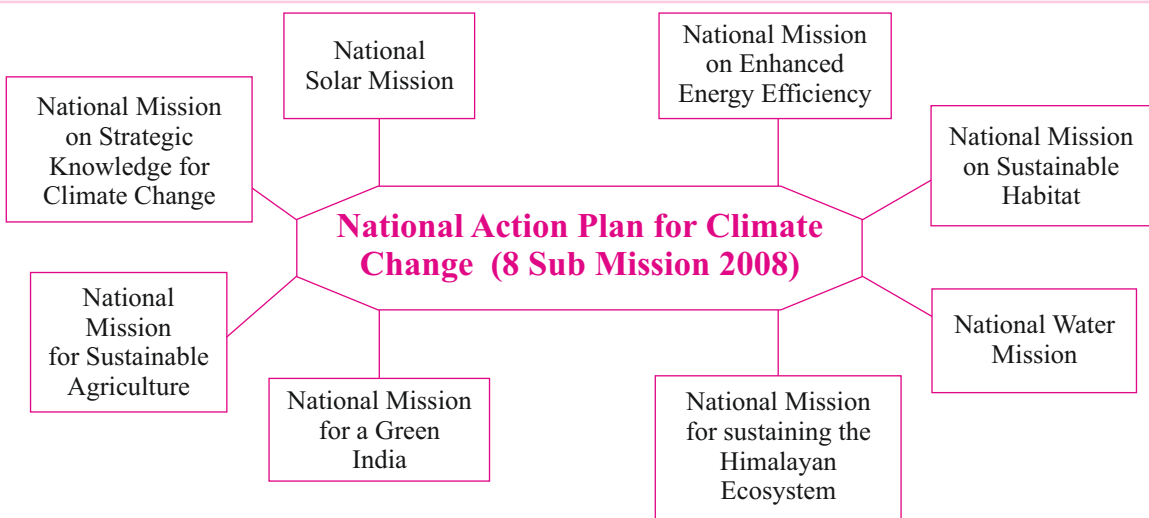 National
Solar Mission
National Mission
on Enhanced
Energy Efficiency
National Mission
on Strategic
Knowledge for
Climate Change
National Mission
on Sustainable
Habitat
National Action Plan for Climate
Change (8 Sub Mission 2008)
National
Mission
for Sustainable
Agriculture
National Water
Mission
National Mission
for a Green
India
National Mission
for sustaining the
Himalayan
Ecosystem